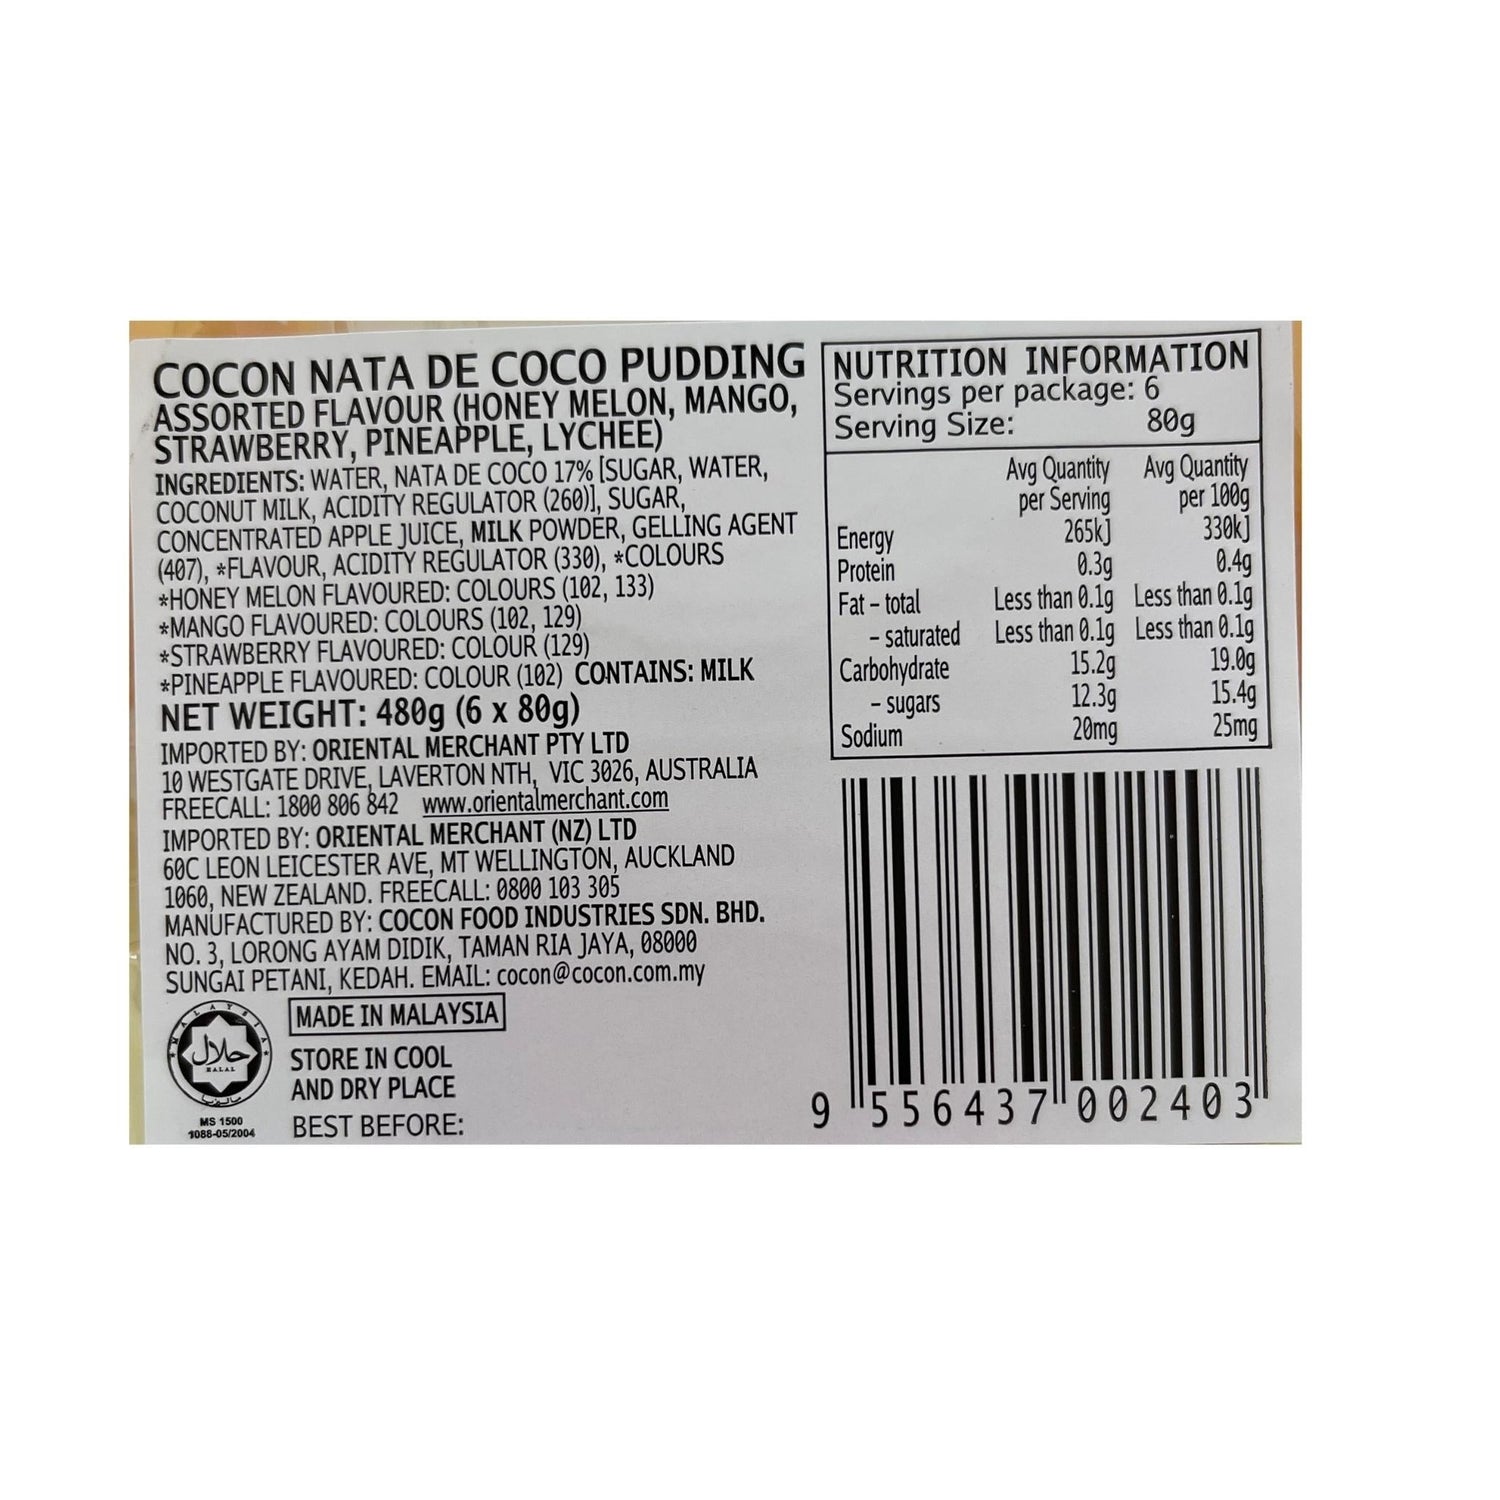 COCON NATA DE COCO PUDDING
ASSORTED FLAVOUR (HONEY MELON, MANGO,
STRAWBERRY, PINEAPPLE, LYCHEE)
INGREDIENTS: WATER, NATA DE COCO 17% [SUGAR, WATER,
COCONUT MILK, ACIDITY REGULATOR (260)], SUGAR,
CONCENTRATED APPLE JUICE, MILK POWDER, GELLING AGENT
(407), *FLAVOUR, ACIDITY REGULATOR (330), *COLOURS
*HONEY MELON FLAVOURED: COLOURS (102, 133)
*MANGO FLAVOURED: COLOURS (102, 129)
*STRAWBERRY FLAVOURED: COLOUR (129)
*PINEAPPLE FLAVOURED: COLOUR (102) CONTAINS: MILK
NET WEIGHT: 480g (6 x 80g)
IMPORTED BY: ORIENTAL MERCHANT PTY LTD
10 WESTGATE DRIVE, LAVERTON NTH, VIC 3026, AUSTRALIA
FREECALL: 1800 806 842 www.orientalmerchant.com
IMPORTED BY: ORIENTAL MERCHANT (NZ) LTD
60C LEON LEICESTER AVE, MT WELLINGTON, AUCKLAND
1060, NEW ZEALAND. FREECALL: 0800 103 305
MANUFACTURED BY: COCON FOOD INDUSTRIES SDN. BHD.
NO. 3, LORONG AYAM DIDIK, TAMAN RIA JAYA, 08000
SUNGAI PETANI, KEDAH. EMAIL: cocon@cocon.com.my
MALAYSIA
حلال
HALAL
MS 1500
1088-05/2004
MADE IN MALAYSIA
STORE IN COOL
AND DRY PLACE
BEST BEFORE:
NUTRITION INFORMATION
Servings per package: 6
Serving Size: 80g
Avg Quantity Avg Quantity
per Serving per 100g
Energy 265kJ 330kJ
Protein 0.3g 0.4g
Fat – total Less than 0.1g Less than 0.1g
– saturated Less than 0.1g Less than 0.1g
Carbohydrate 15.2g 19.0g
– sugars 12.3g 15.4g
Sodium 20mg 25mg
9 556437 002403